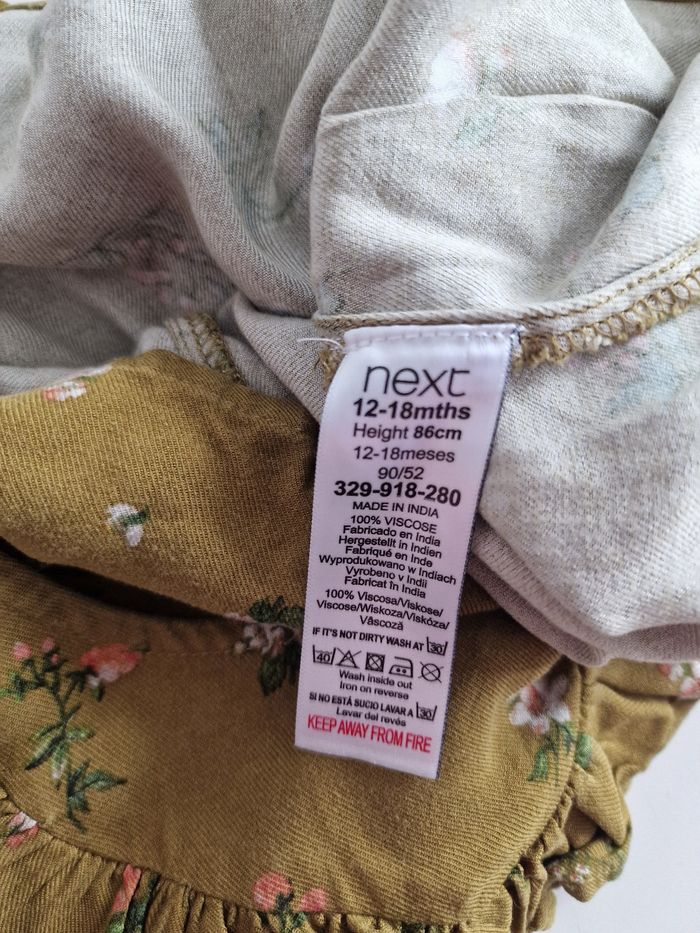 next
12-18mths
Height 86cm
12-18meses
90/52
329-918-280
MADE IN INDIA
100% VISCOSE
Fabricado en India
Hergestellt in Indien
Fabriqué en Inde
Wyprodukowano w Indiach
Vyrobeno v Indii
Fabricat în India
100% Viscosa/Viskose/
Viscose/Wiskoza/Viskóza/
Vâscoză
IF IT'S NOT DIRTY WASH AT 30
40
Wash inside out
Iron on reverse
SI NO ESTÁ SUCIO LAVAR A 30
Lavar del revés
KEEP AWAY FROM FIRE